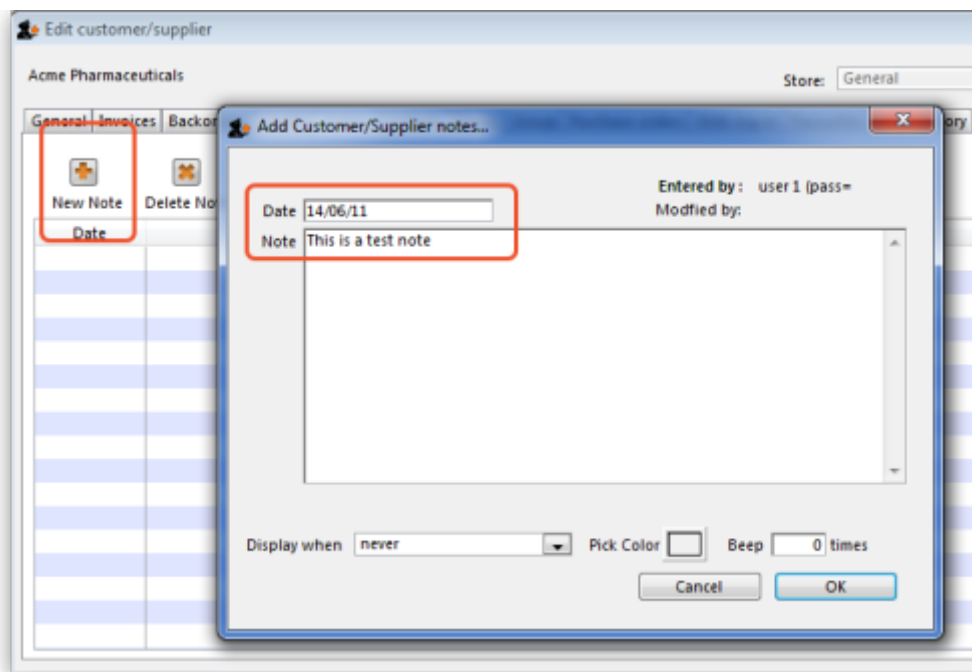 Edit customer/supplier
Acme Pharmaceuticals
Store: General
General Invoices
Add Customer/Supplier notes...
New Note
Date
Entered by: user 1 (pass=
Modfied by:
Date 14/06/11
Note This is a test note
Display when never Pick Color Beep 0 times
Cancel OK